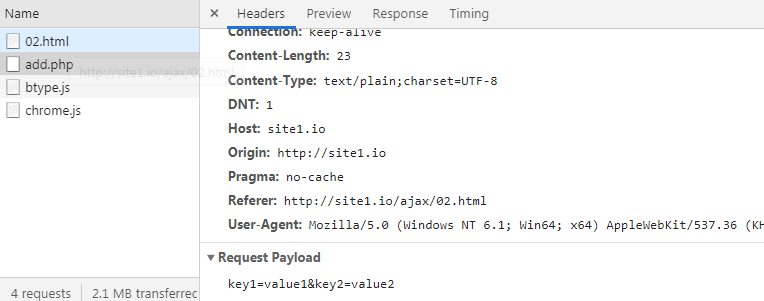 Name
02.html
add.php
http://site1.io/ajax/02.html
btype.js
chrome.js
4 requests
2.1 MB transferrec
Headers
Preview
Response
Timing
Connection: keep-alive
Content-Length: 23
Content-Type: text/plain;charset=UTF-8
DNT: 1
Host: site1.io
Origin: http://site1.io
Pragma: no-cache
Referer: http://site1.io/ajax/02.html
User-Agent: Mozilla/5.0 (Windows NT 6.1; Win64; x64) AppleWebKit/537.36 (KH
Request Payload
key1=value1&key2=value2